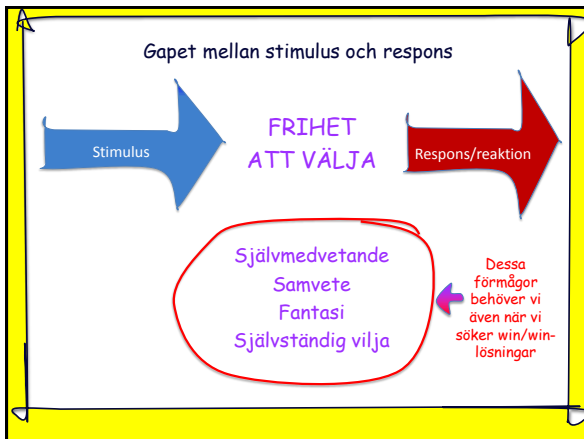 Gapet mellan stimulus och respons
Stimulus
FRIHET
ATT VÄLJA
Respons/reaktion
Självmedvetande
Samvete
Fantasi
Självständig vilja
Dessa
förmågor
behöver vi
även när vi
söker win/win-
lösningar